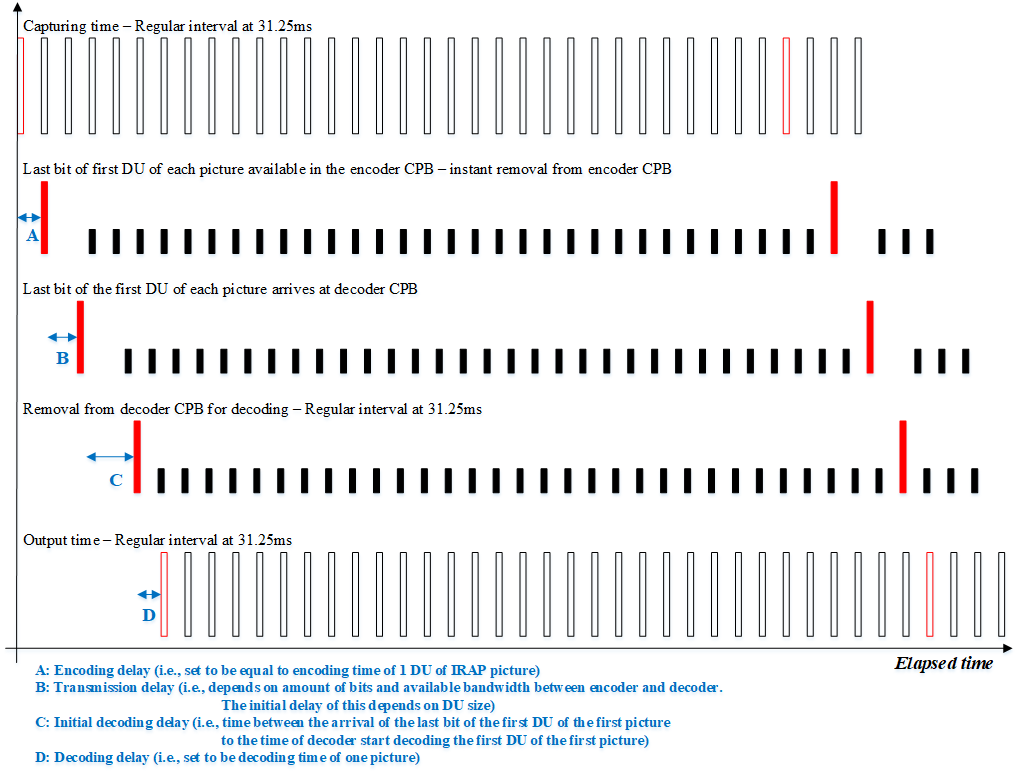 Capturing time – Regular interval at 31.25ms
Last bit of first DU of each picture available in the encoder CPB – instant removal from encoder CPB
A
Last bit of the first DU of each picture arrives at decoder CPB
B
Removal from decoder CPB for decoding – Regular interval at 31.25ms
C
Output time – Regular interval at 31.25ms
D
Elapsed time
A: Encoding delay (i.e., set to be equal to encoding time of 1 DU of IRAP picture)
B: Transmission delay (i.e., depends on amount of bits and available bandwidth between encoder and decoder.
The initial delay of this depends on DU size)
C: Initial decoding delay (i.e., time between the arrival of the last bit of the first DU of the first picture
to the time of decoder start decoding the first DU of the first picture)
D: Decoding delay (i.e., set to be decoding time of one picture)